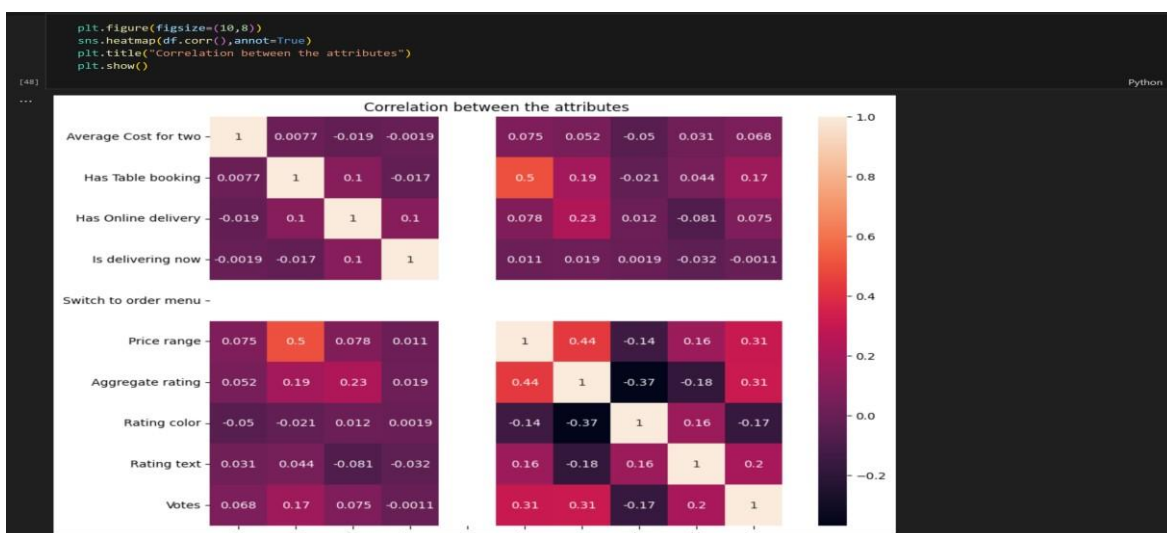 plt.figure(figsize=(10,8))
sns.heatmap(df.corr(),annot=True)
plt.title("Correlation between the attributes")
plt.show()
[48]
Python
...
Correlation between the attributes
Average Cost for two - 1 0.0077 -0.019 -0.0019 0.075 0.052 -0.05 0.031 0.068
Has Table booking - 0.0077 1 0.1 -0.017 0.5 0.19 -0.021 0.044 0.17
Has Online delivery - -0.019 0.1 1 0.1 0.078 0.23 0.012 -0.081 0.075
Is delivering now - -0.0019 -0.017 0.1 1 0.011 0.019 0.0019 -0.032 -0.0011
Switch to order menu -
Price range - 0.075 0.5 0.078 0.011 1 0.44 -0.14 0.16 0.31
Aggregate rating - 0.052 0.19 0.23 0.019 0.44 1 -0.37 -0.18 0.31
Rating color - -0.05 -0.021 0.012 0.0019 -0.14 -0.37 1 0.16 -0.17
Rating text - 0.031 0.044 -0.081 -0.032 0.16 -0.18 0.16 1 0.2
Votes - 0.068 0.17 0.075 -0.0011 0.31 0.31 -0.17 0.2 1
- 1.0
- 0.8
- 0.6
- 0.4
- 0.2
- 0.0
- −0.2